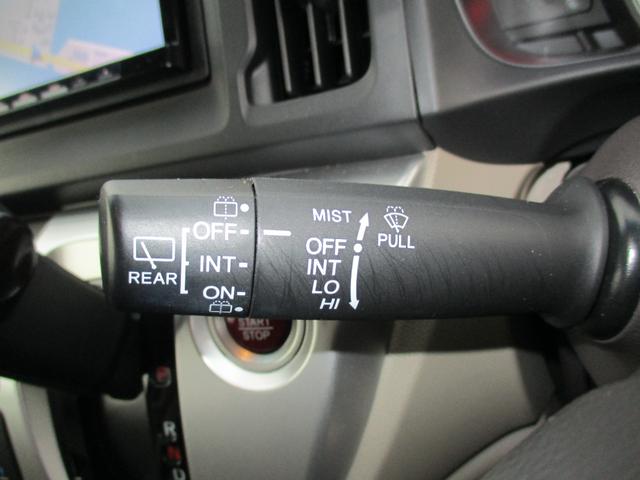 OFF
INT
ON
REAR
MIST
OFF
INT
LO
HI
PULL
START
STOP
R